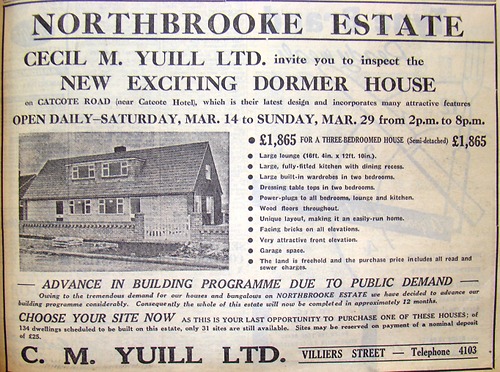 NORTHBROOKE ESTATE
CECIL M. YUILL LTD. invite you to inspect the
NEW EXCITING DORMER HOUSE
on CATCOTE ROAD (near Catcote Hotel), which is their latest design and incorporates many attractive features
OPEN DAILY—SATURDAY, MAR. 14 to SUNDAY, MAR. 29 from 2p.m. to 8p.m.
● £1,865 FOR A THREE-BEDROOMED HOUSE (Semi-detached) £1,865
● Large lounge (16ft. 4in. x 12ft. 10in.).
● Large, fully-fitted kitchen with dining recess.
● Large built-in wardrobes in two bedrooms.
● Dressing table tops in two bedrooms.
● Power-plugs to all bedrooms, lounge and kitchen.
● Wood floors throughout.
● Unique layout, making it an easily-run home.
● Facing bricks on all elevations.
● Very attractive front elevation.
● Garage space.
● The land is freehold and the purchase price includes all road and
sewer charges.
ADVANCE IN BUILDING PROGRAMME DUE TO PUBLIC DEMAND
Owing to the tremendous demand for our houses and bungalows on NORTHBROOKE ESTATE we have decided to advance our
building programme considerably. Consequently the whole of this estate will now be completed in approximately 12 months.
CHOOSE YOUR SITE NOW AS THIS IS YOUR LAST OPPORTUNITY TO PURCHASE ONE OF THESE HOUSES; of
134 dwellings scheduled to be built on this estate, only 31 sites are still available. Sites may be reserved on payment of a nominal deposit
of £25.
C. M. YUILL LTD. VILLIERS STREET — Telephone 4103